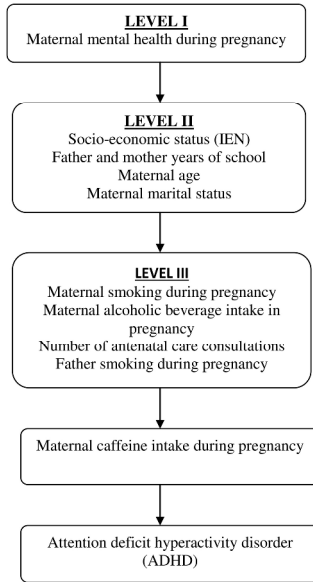 LEVEL I
Maternal mental health during pregnancy
LEVEL II
Socio-economic status (IEN)
Father and mother years of school
Maternal age
Maternal marital status
LEVEL III
Maternal smoking during pregnancy
Maternal alcoholic beverage intake in
pregnancy
Number of antenatal care consultations
Father smoking during pregnancy
Maternal caffeine intake during pregnancy
Attention deficit hyperactivity disorder
(ADHD)